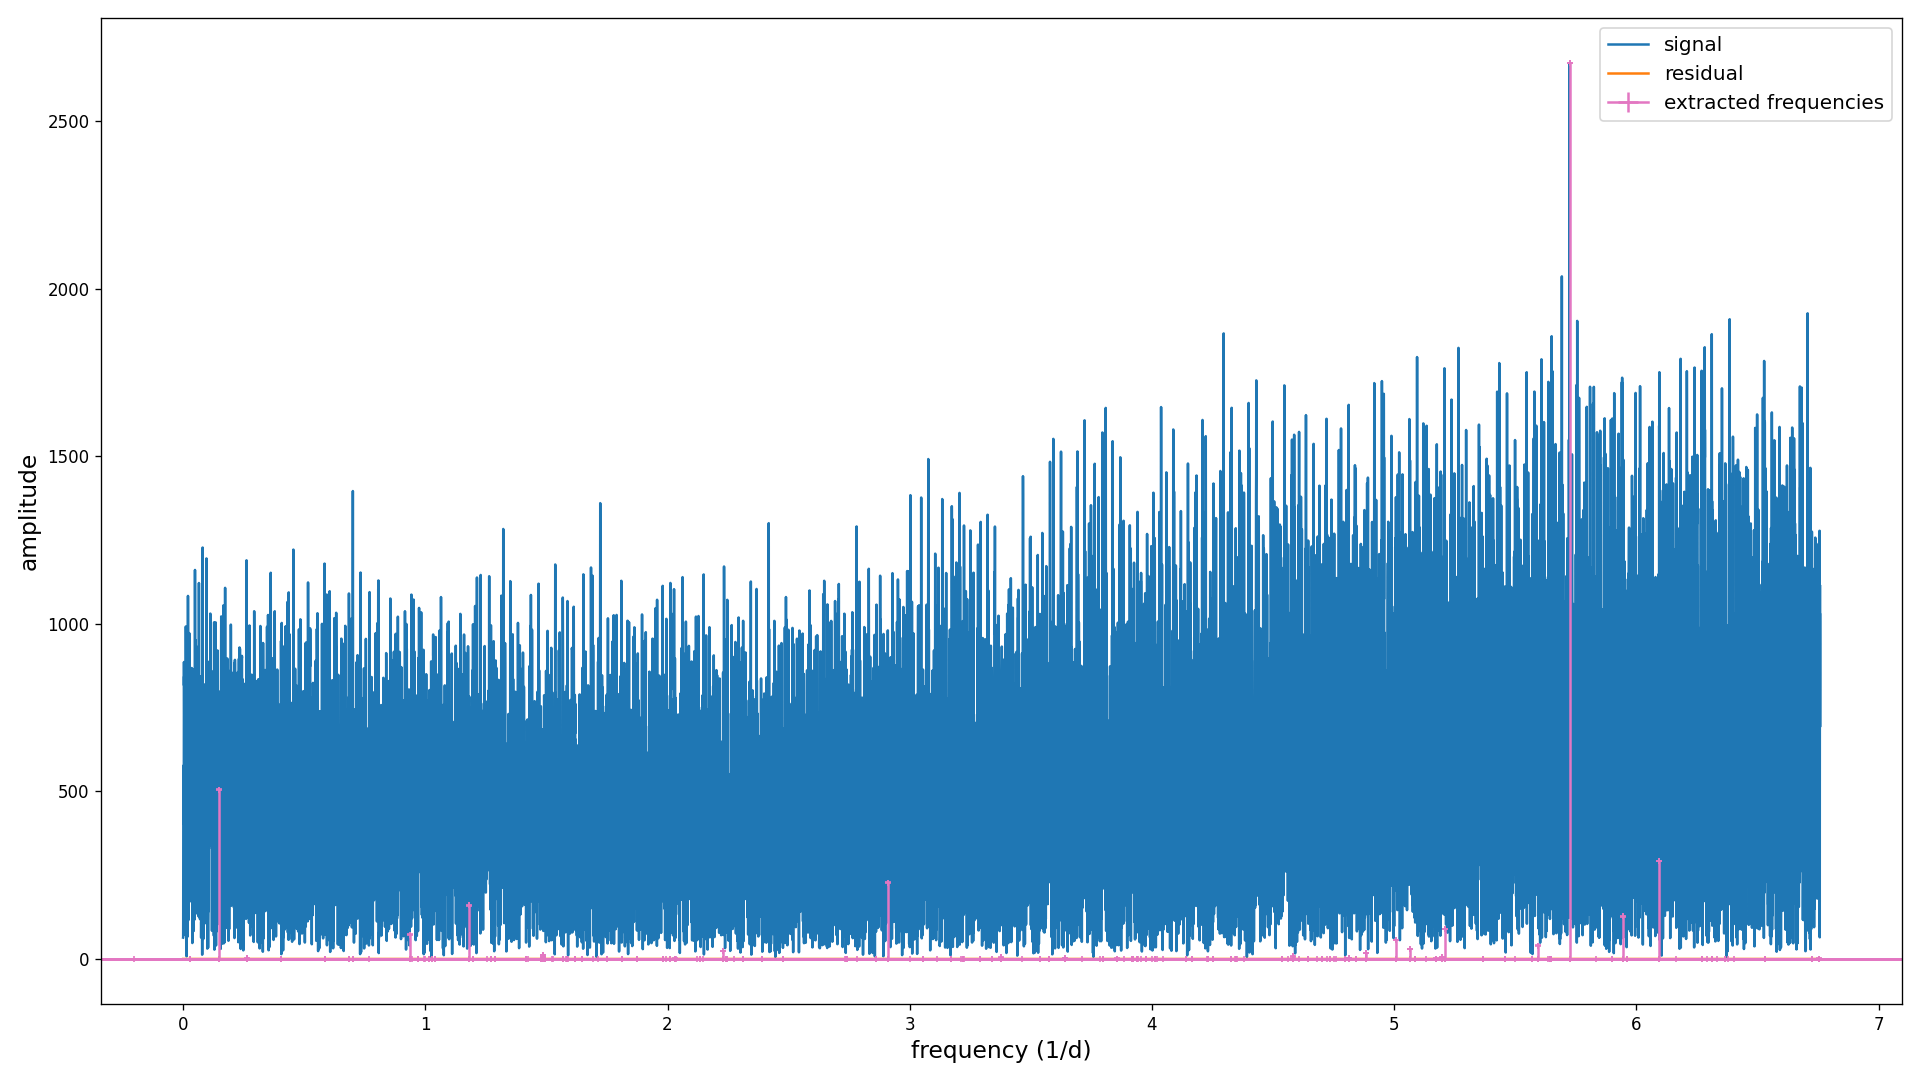 signal
residual
extracted frequencies
2500
2000
1500
1000
500
0
amplitude
0 1 2 3 4 5 6 7
frequency (1/d)